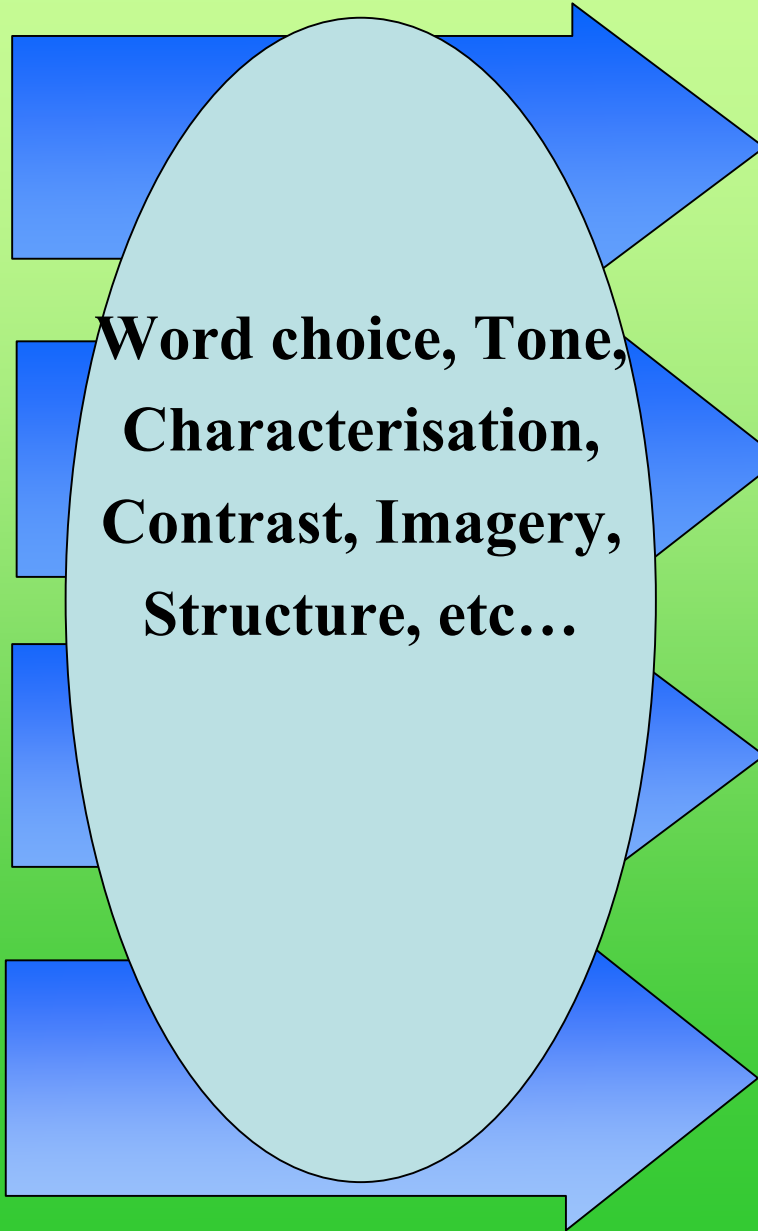 Word choice, Tone,
Characterisation,
Contrast, Imagery,
Structure, etc…